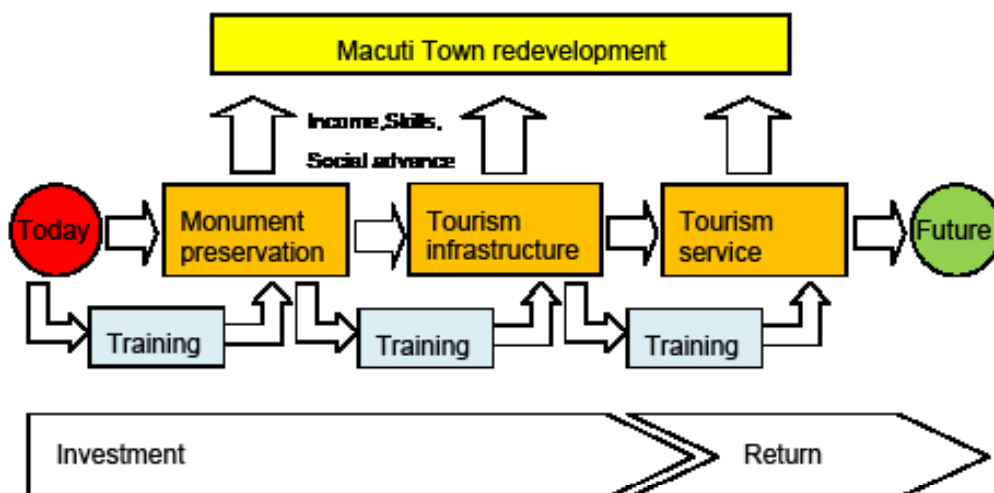 Macuti Town redevelopment
Income,Skills,
Social advance
Today
Monument
preservation
Tourism
infrastructure
Tourism
service
Future
Training
Training
Training
Investment
Return